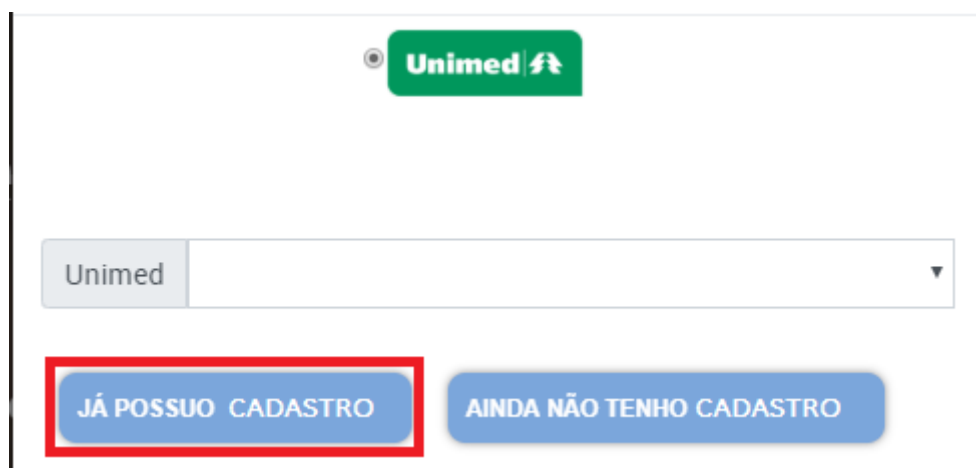 Unimed
Unimed
JÁ POSSUO CADASTRO
AINDA NÃO TENHO CADASTRO